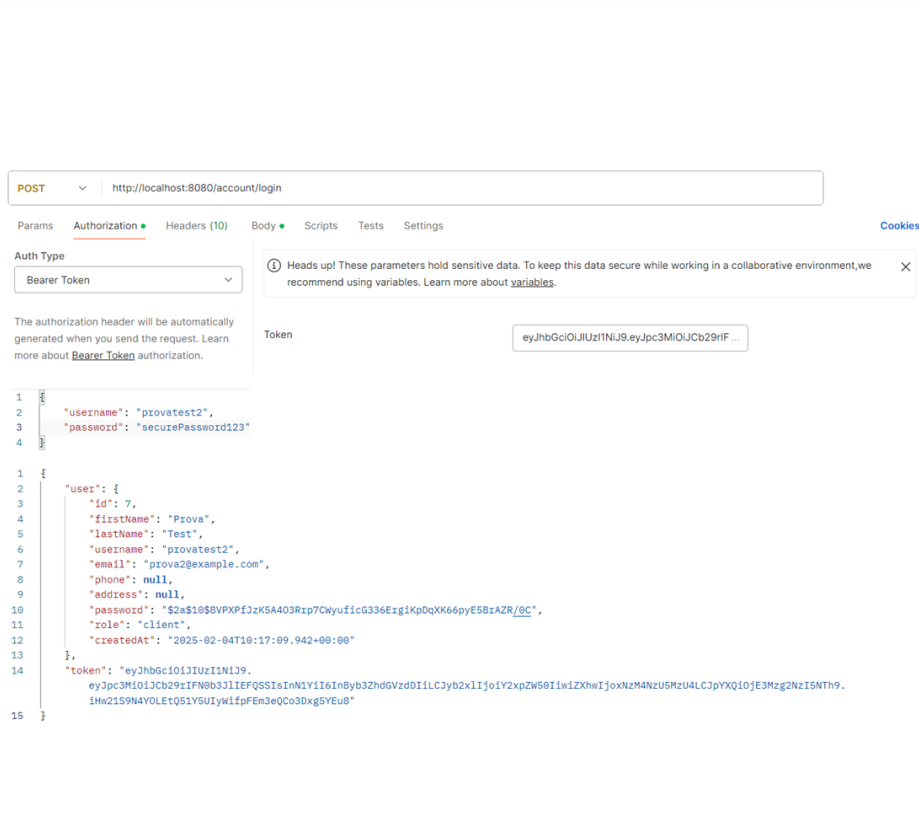 POST http://localhost:8080/account/login
Params Authorization Headers (10) Body Scripts Tests Settings Cookies
Auth Type
Bearer Token
The authorization header will be automatically
generated when you send the request. Learn
more about Bearer Token authorization.
Heads up! These parameters hold sensitive data. To keep this data secure while working in a collaborative environment,we
recommend using variables. Learn more about variables.
Token eyJhbGciOiJIUzI1NiJ9.eyJpc3MiOiJCb29rIF ...
1 {
2 "username": "provatest2",
3 "password": "securePassword123"
4 }
1 {
2 "user": {
3 "id": 7,
4 "firstName": "Prova",
5 "lastName": "Test",
6 "username": "provatest2",
7 "email": "prova2@example.com",
8 "phone": null,
9 "address": null,
10 "password": "$2a$10$8VPXPfJzK5A4O3Rrp7CWyuficG336ErgiKpDqXK66pyE5BrAZR/0C",
11 "role": "client",
12 "createdAt": "2025-02-04T10:17:09.942+00:00"
13 },
14 "token": "eyJhbGciOiJIUzI1NiJ9.
eyJpc3MiOiJCb29rIFN0b3JlIEFQSSIsInN1YiI6InByb3ZhdGVzdDIiLCJyb2xlIjoiY2xpZW50IiwiZXhwIjoxNzM4NzU5MzU4LCJpYXQiOjE3Mzg2NzI5NTh9.
iHw21S9N4YOLEtQ51Y5UIyWifpFEm3eQCo3Dxg5YEu8"
15 }